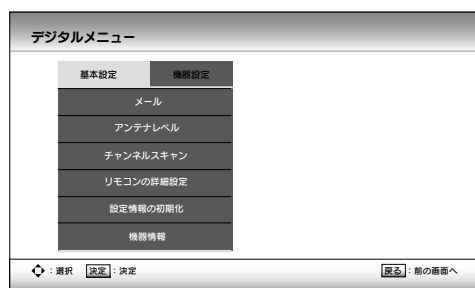 デジタルメニュー
基本設定 機器設定
メール
アンテナレベル
チャンネルスキャン
リモコンの詳細設定
設定情報の初期化
機器情報
：選択 決定：決定 戻る：前の画面へ